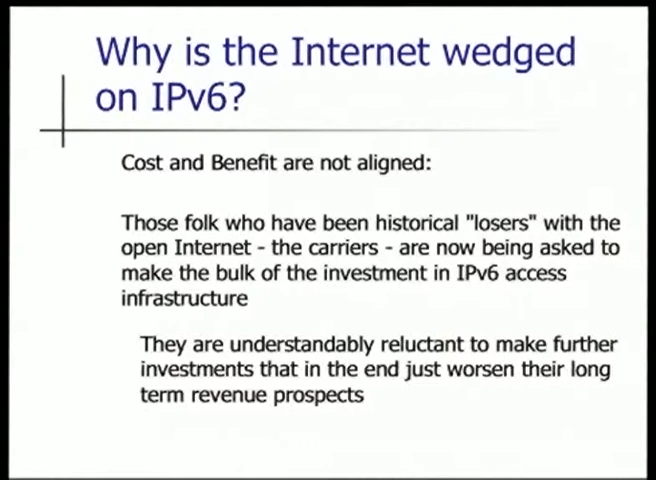 Why is the Internet wedged
on IPv6?
Cost and Benefit are not aligned:
Those folk who have been historical "losers" with the
open Internet - the carriers - are now being asked to
make the bulk of the investment in IPv6 access
infrastructure
They are understandably reluctant to make further
investments that in the end just worsen their long
term revenue prospects